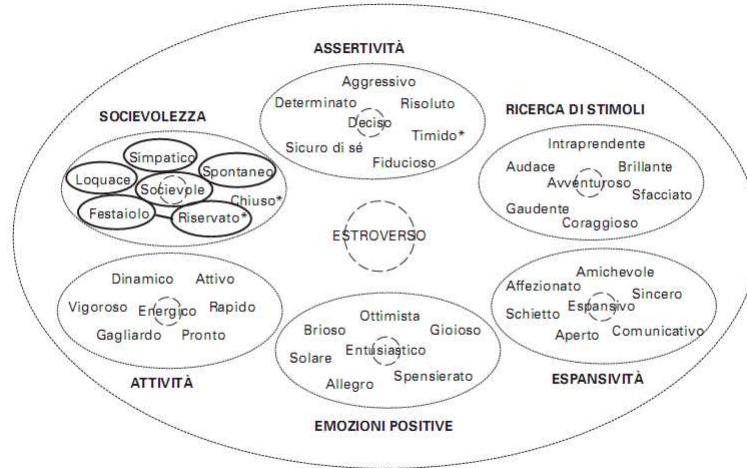 ASSERTIVITÀ
Aggressivo
Determinato
Risoluto
Deciso
Timido*
Sicuro di sé
Fiducioso
SOCIEVOLEZZA
Simpatico
Spontaneo
Loquace
Socievole
Chiuso*
Festaiolo
Riservato*
RICERCA DI STIMOLI
Intraprendente
Audace
Brillante
Avventuroso
Sfacciato
Gaudente
Coraggioso
ESTROVERSO
Dinamico
Attivo
Vigoroso
Energico
Rapido
Gagliardo
Pronto
ATTIVITÀ
Ottimista
Brioso
Gioioso
Solare
Entusiastico
Allegro
Spensierato
EMOZIONI POSITIVE
Amichevole
Affezionato
Sincero
Schietto
Espansivo
Aperto
Comunicativo
ESPANSIVITÀ